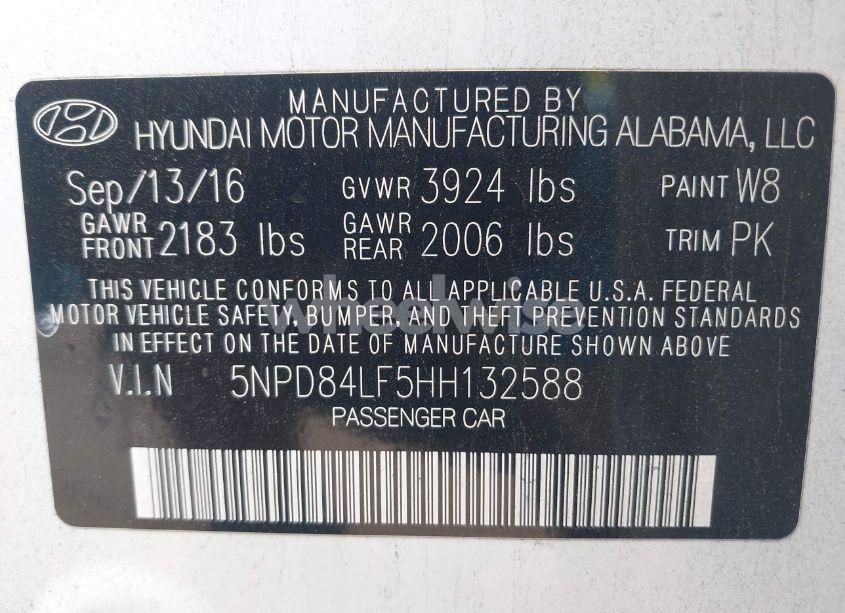 MANUFACTURED BY
HYUNDAI MOTOR MANUFACTURING ALABAMA, LLC
Sep/13/16 GVWR 3924 lbs PAINT W8
GAWR FRONT 2183 lbs GAWR REAR 2006 lbs TRIM PK
THIS VEHICLE CONFORMS TO ALL APPLICABLE U.S.A. FEDERAL
MOTOR VEHICLE SAFETY, BUMPER, AND THEFT PREVENTION STANDARDS
IN EFFECT ON THE DATE OF MANUFACTURE SHOWN ABOVE.
V.I.N 5NPD84LF5HH132588
PASSENGER CAR
wheelwise